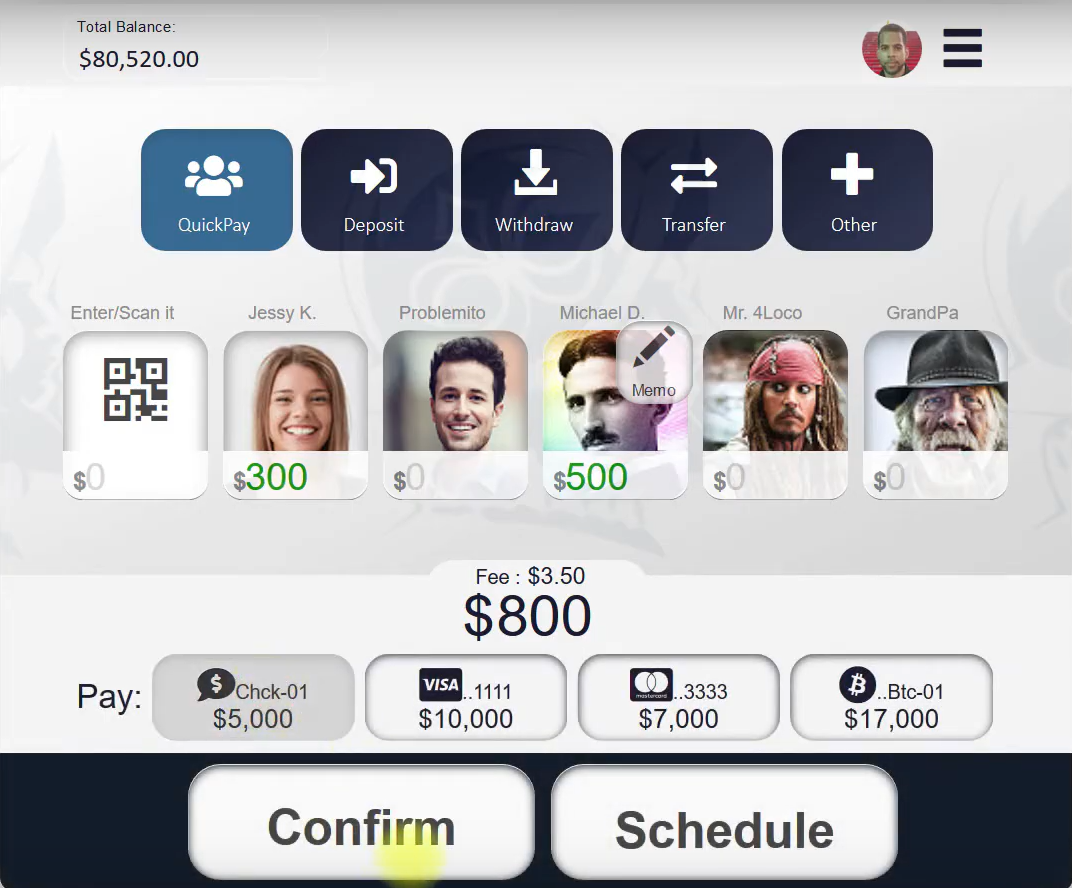 Total Balance:
$80,520.00
QuickPay
Deposit
Withdraw
Transfer
Other
Enter/Scan it
Jessy K.
Problemito
Michael D.
Mr. 4Loco
GrandPa
Memo
$0
$300
$0
$500
$0
$0
Fee : $3.50
$800
Pay:
$ Chck-01
$5,000
VISA ..1111
$10,000
mastercard ..3333
$7,000
₿ ..Btc-01
$17,000
Confirm
Schedule